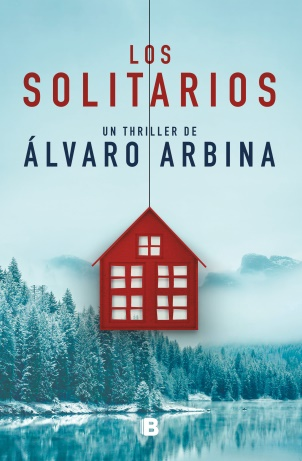 LOS
SOLITARIOS
UN THRILLER DE
ÁLVARO ARBINA
B